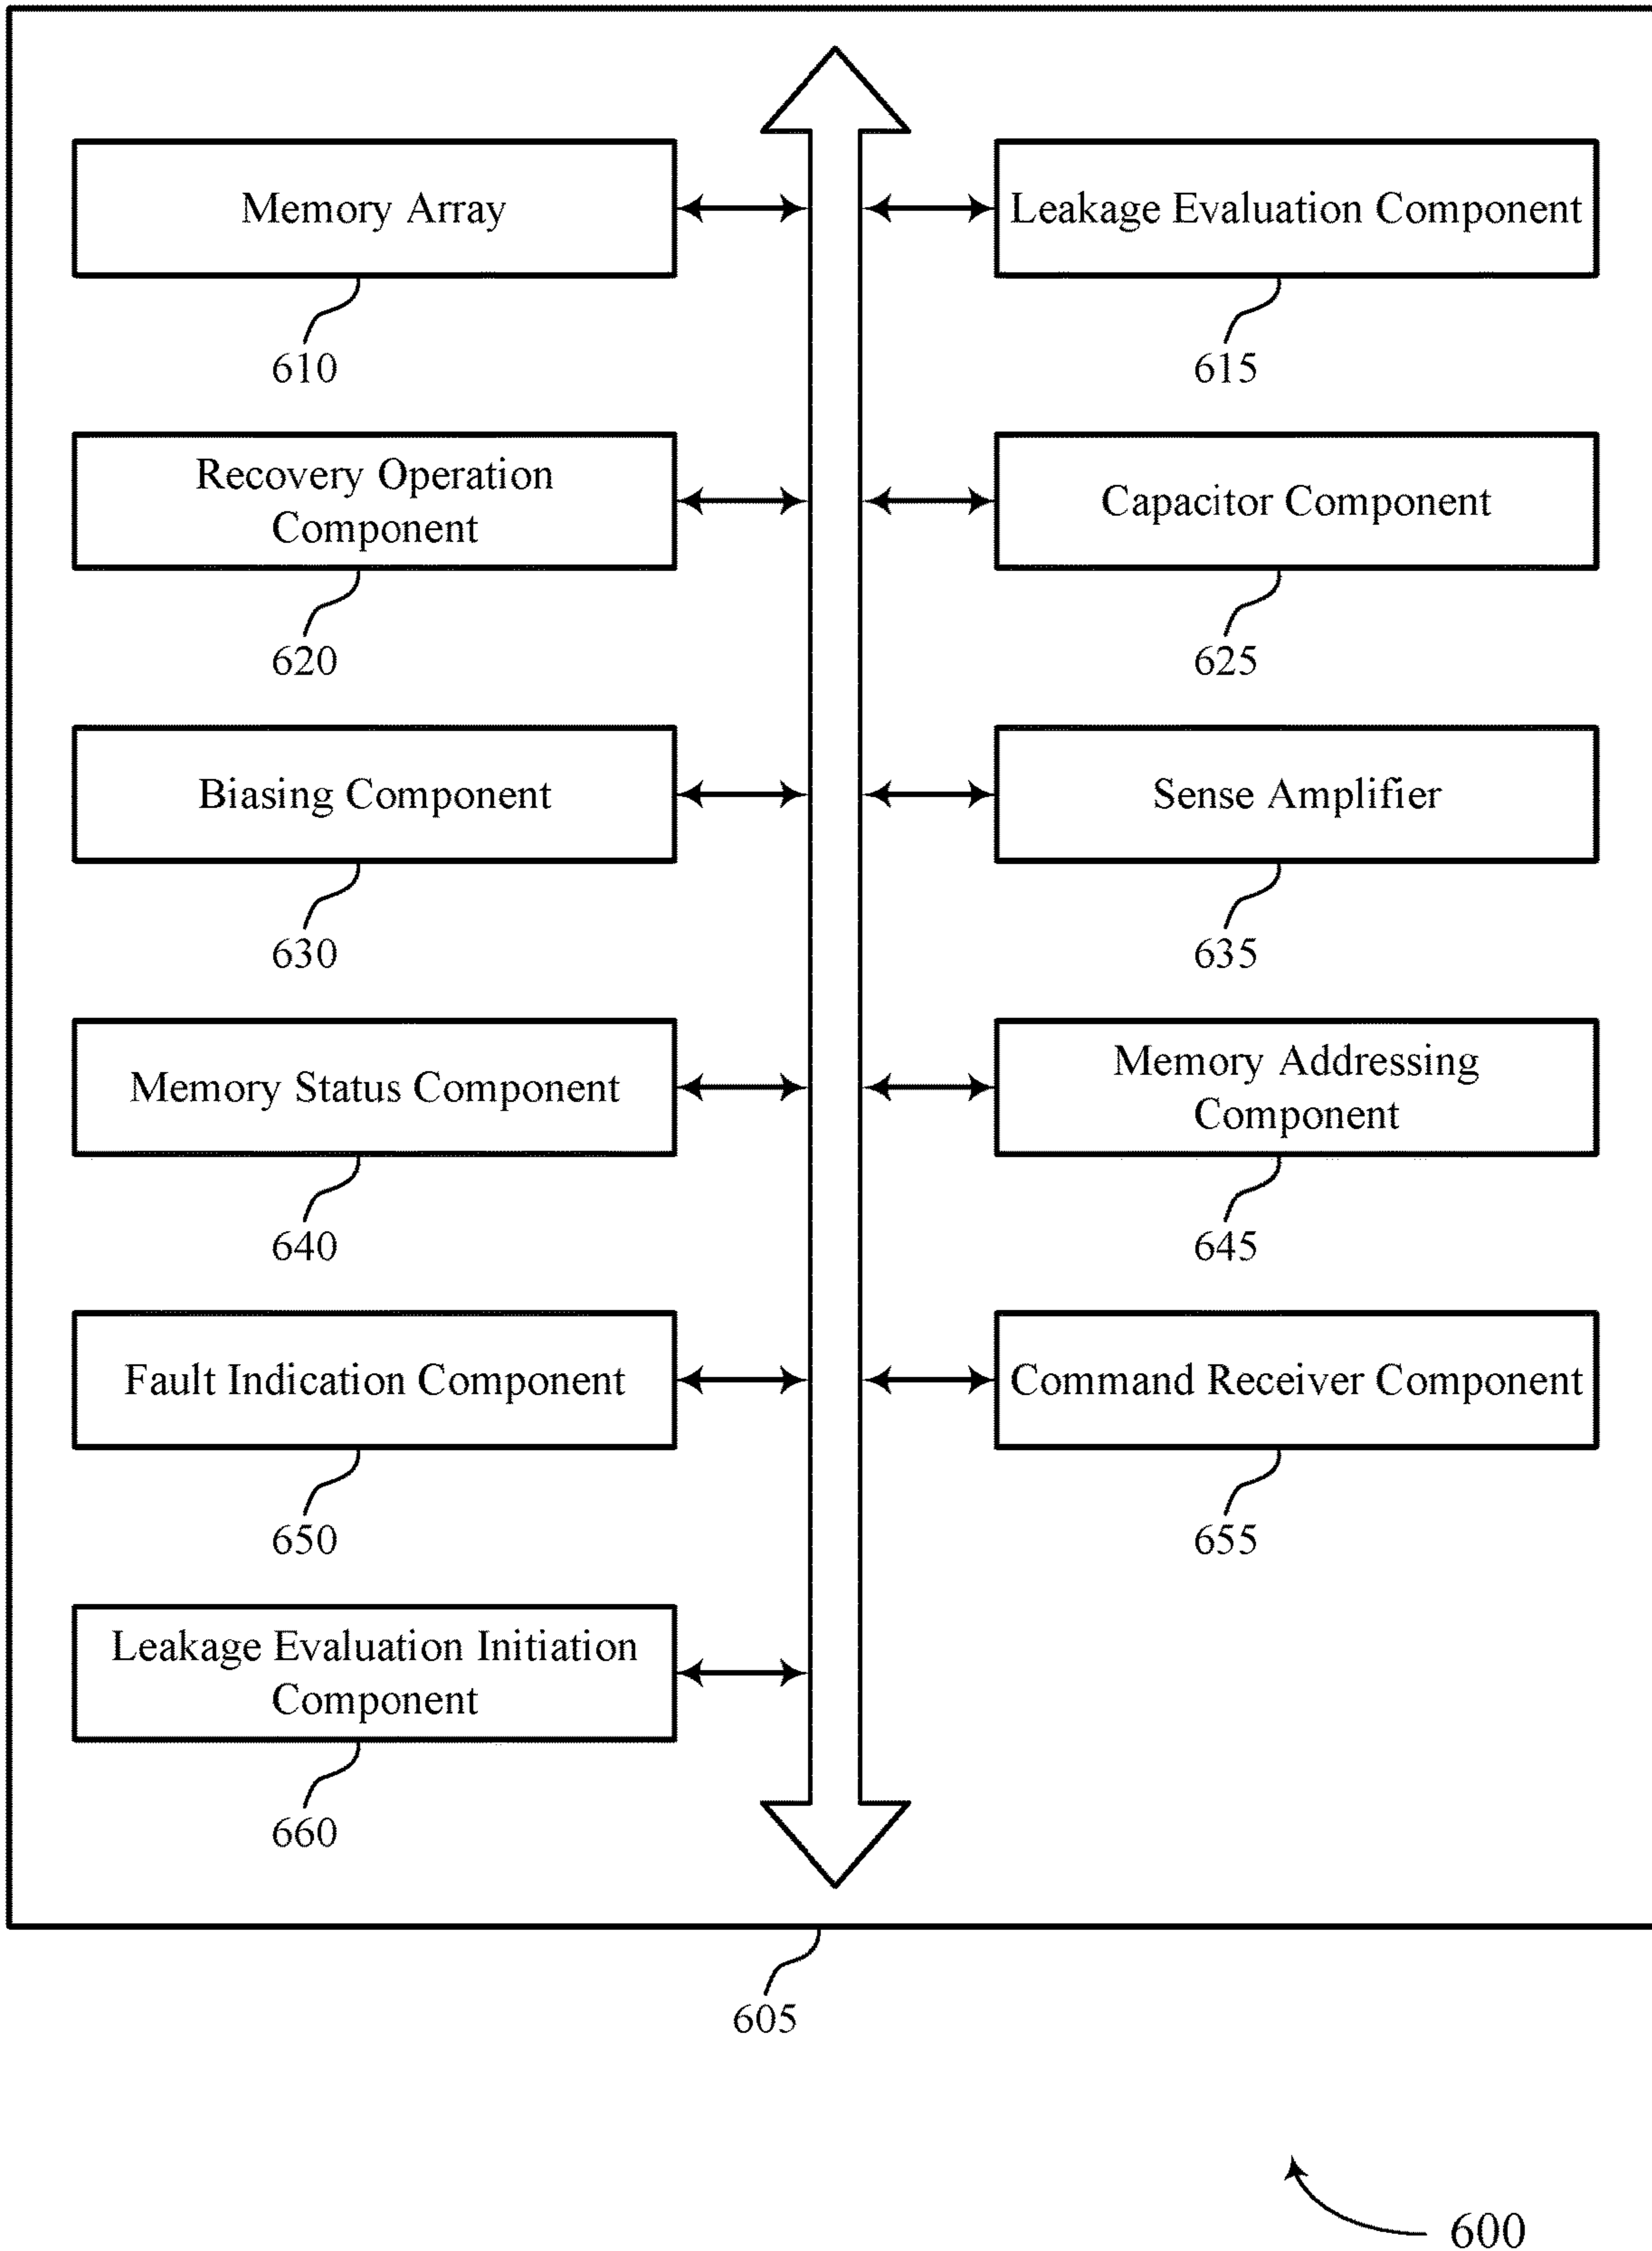 Memory Array
610
Leakage Evaluation Component
615
Recovery Operation
Component
620
Capacitor Component
625
Biasing Component
630
Sense Amplifier
635
Memory Status Component
640
Memory Addressing
Component
645
Fault Indication Component
650
Command Receiver Component
655
Leakage Evaluation Initiation
Component
660
605
600